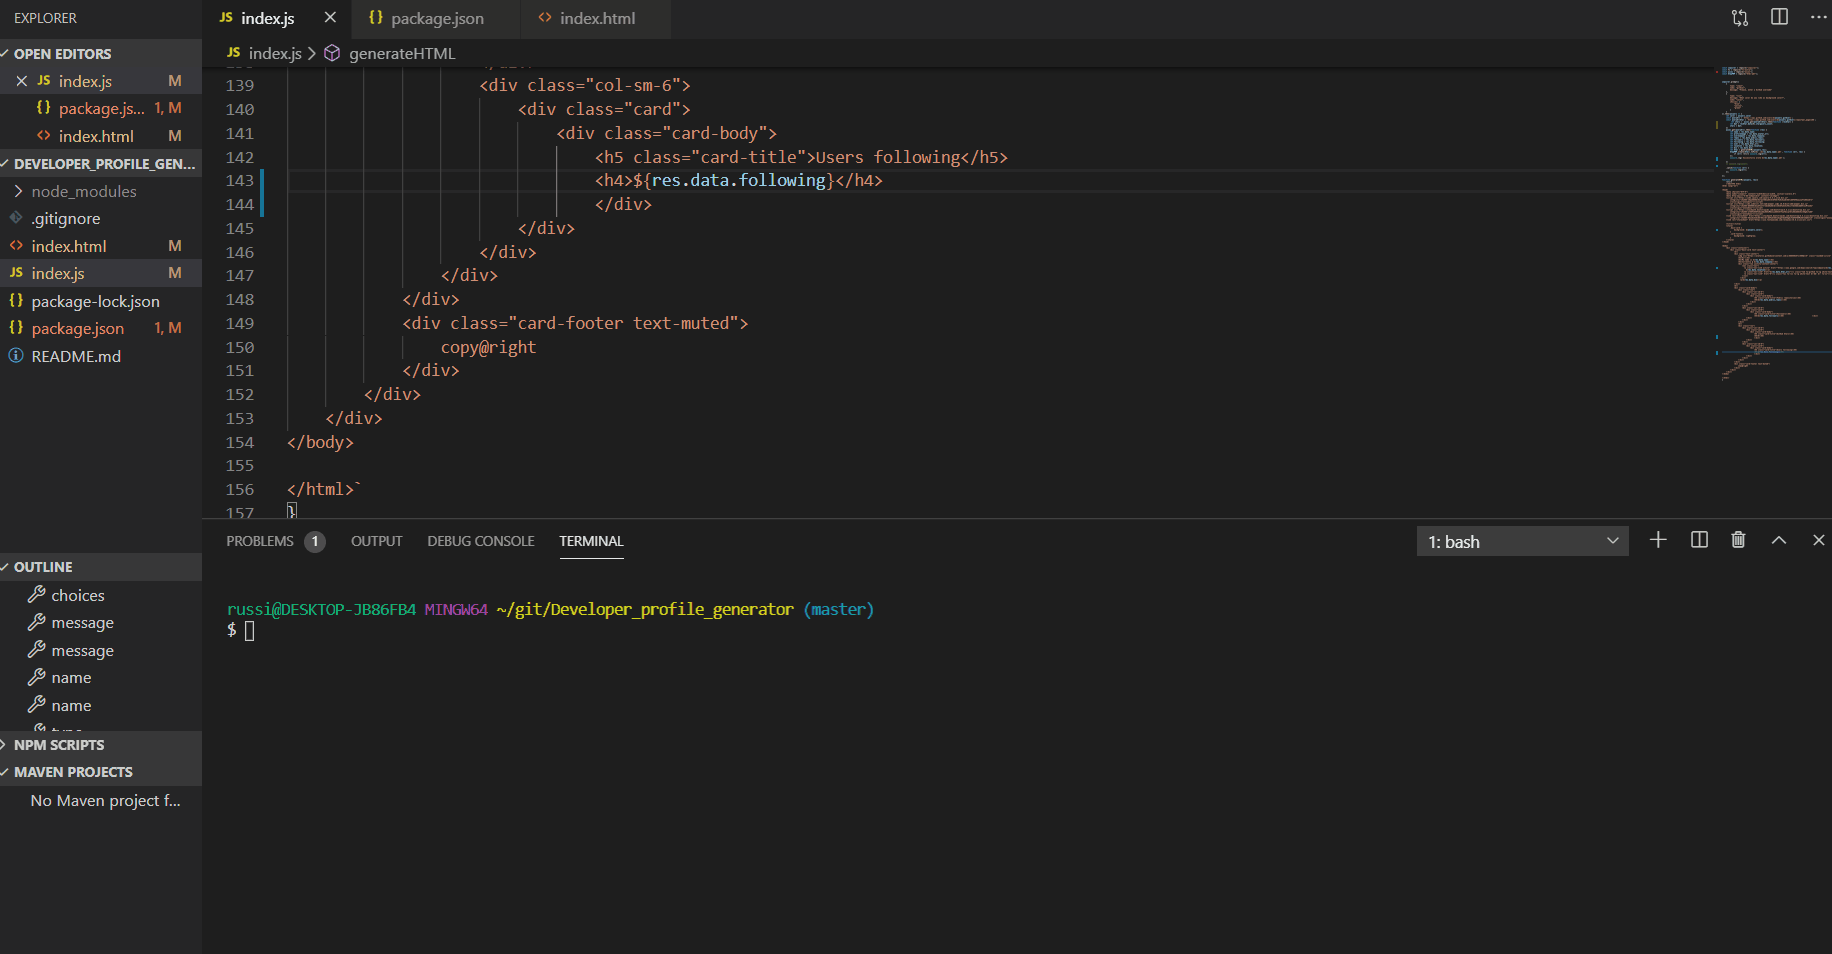 EXPLORER
OPEN EDITORS
JS index.js M
{} package.js... 1, M
<> index.html M
DEVELOPER_PROFILE_GEN...
node_modules
.gitignore
<> index.html M
JS index.js M
{} package-lock.json
{} package.json 1, M
README.md
OUTLINE
choices
message
message
name
name
NPM SCRIPTS
MAVEN PROJECTS
No Maven project f...
JS index.js
{} package.json
<> index.html
JS index.js > generateHTML
139 <div class="col-sm-6">
140 <div class="card">
141 <div class="card-body">
142 <h5 class="card-title">Users following</h5>
143 <h4>${res.data.following}</h4>
144 </div>
145 </div>
146 </div>
147 </div>
148 </div>
149 <div class="card-footer text-muted">
150 copy@right
151 </div>
152 </div>
153 </div>
154 </body>
155
156 </html>`
157 }
PROBLEMS 1 OUTPUT DEBUG CONSOLE TERMINAL
1: bash
russi@DESKTOP-JB86FB4 MINGW64 ~/git/Developer_profile_generator (master)
$